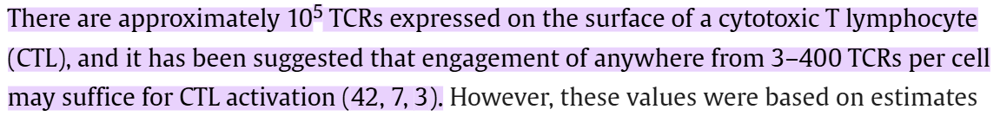 There are approximately 10⁵ TCRs expressed on the surface of a cytotoxic T lymphocyte
(CTL), and it has been suggested that engagement of anywhere from 3–400 TCRs per cell
may suffice for CTL activation (42, 7, 3). However, these values were based on estimates